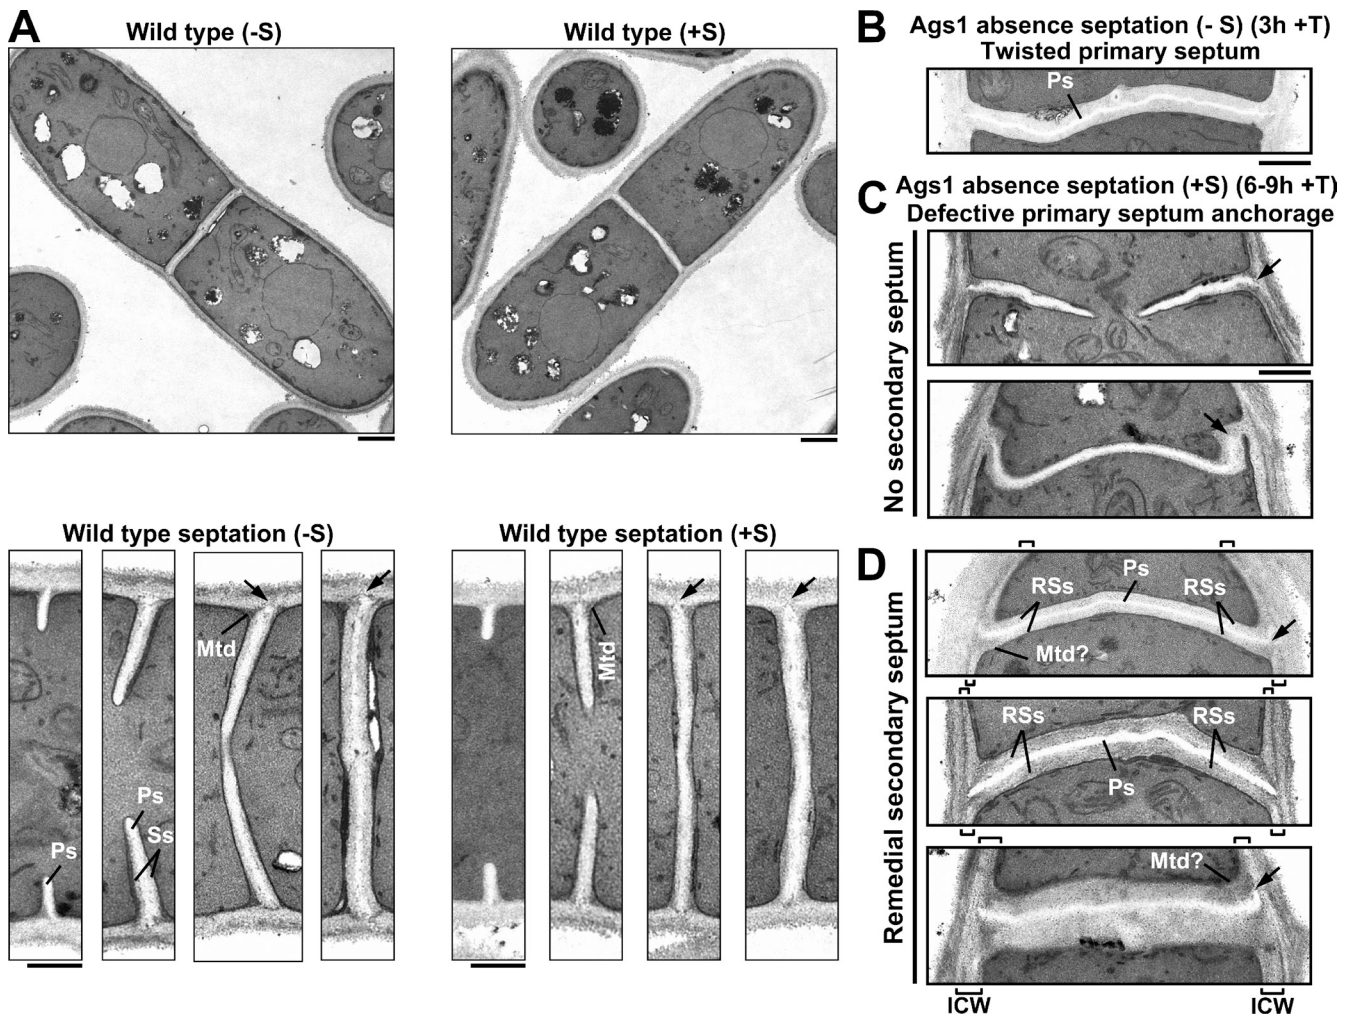 A
Wild type (-S)
Wild type (+S)
Wild type septation (-S)
Ps
Ps
Ss
Mtd
Wild type septation (+S)
Mtd
B
Ags1 absence septation (- S) (3h +T)
Twisted primary septum
Ps
C
Ags1 absence septation (+S) (6-9h +T)
Defective primary septum anchorage
No secondary septum
D
Remedial secondary septum
RSs
Ps
RSs
Mtd?
RSs
RSs
Ps
Mtd?
ICW
ICW